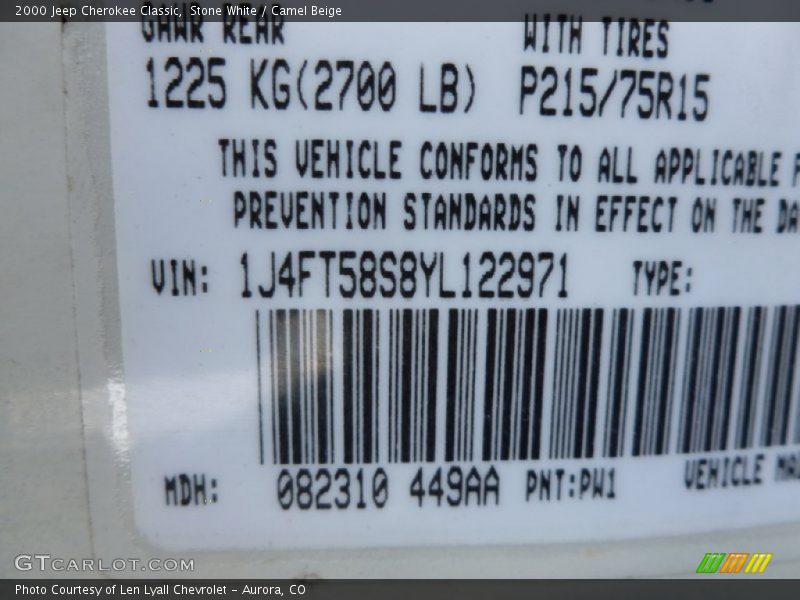 2000 Jeep Cherokee Classic, Stone White / Camel Beige
GAWR REAR WITH TIRES
1225 KG(2700 LB) P215/75R15
THIS VEHICLE CONFORMS TO ALL APPLICABLE F
PREVENTION STANDARDS IN EFFECT ON THE DA
VIN: 1J4FT58S8YL122971 TYPE:
MDH: 082310 449AA PNT:PW1 VEHICLE MA
GTCARLOT.COM
Photo Courtesy of Len Lyall Chevrolet - Aurora, CO